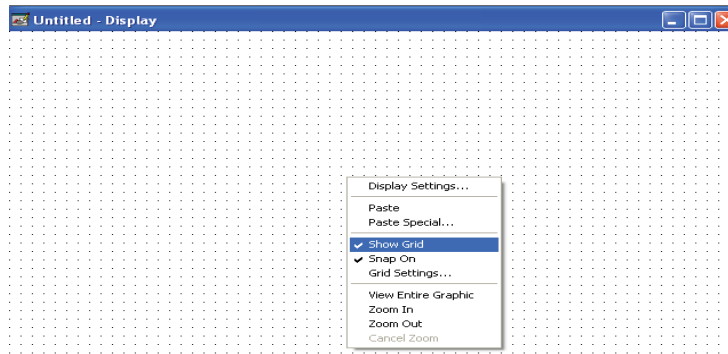 Untitled - Display
Display Settings...
Paste
Paste Special...
Show Grid
Snap On
Grid Settings...
View Entire Graphic
Zoom In
Zoom Out
Cancel Zoom